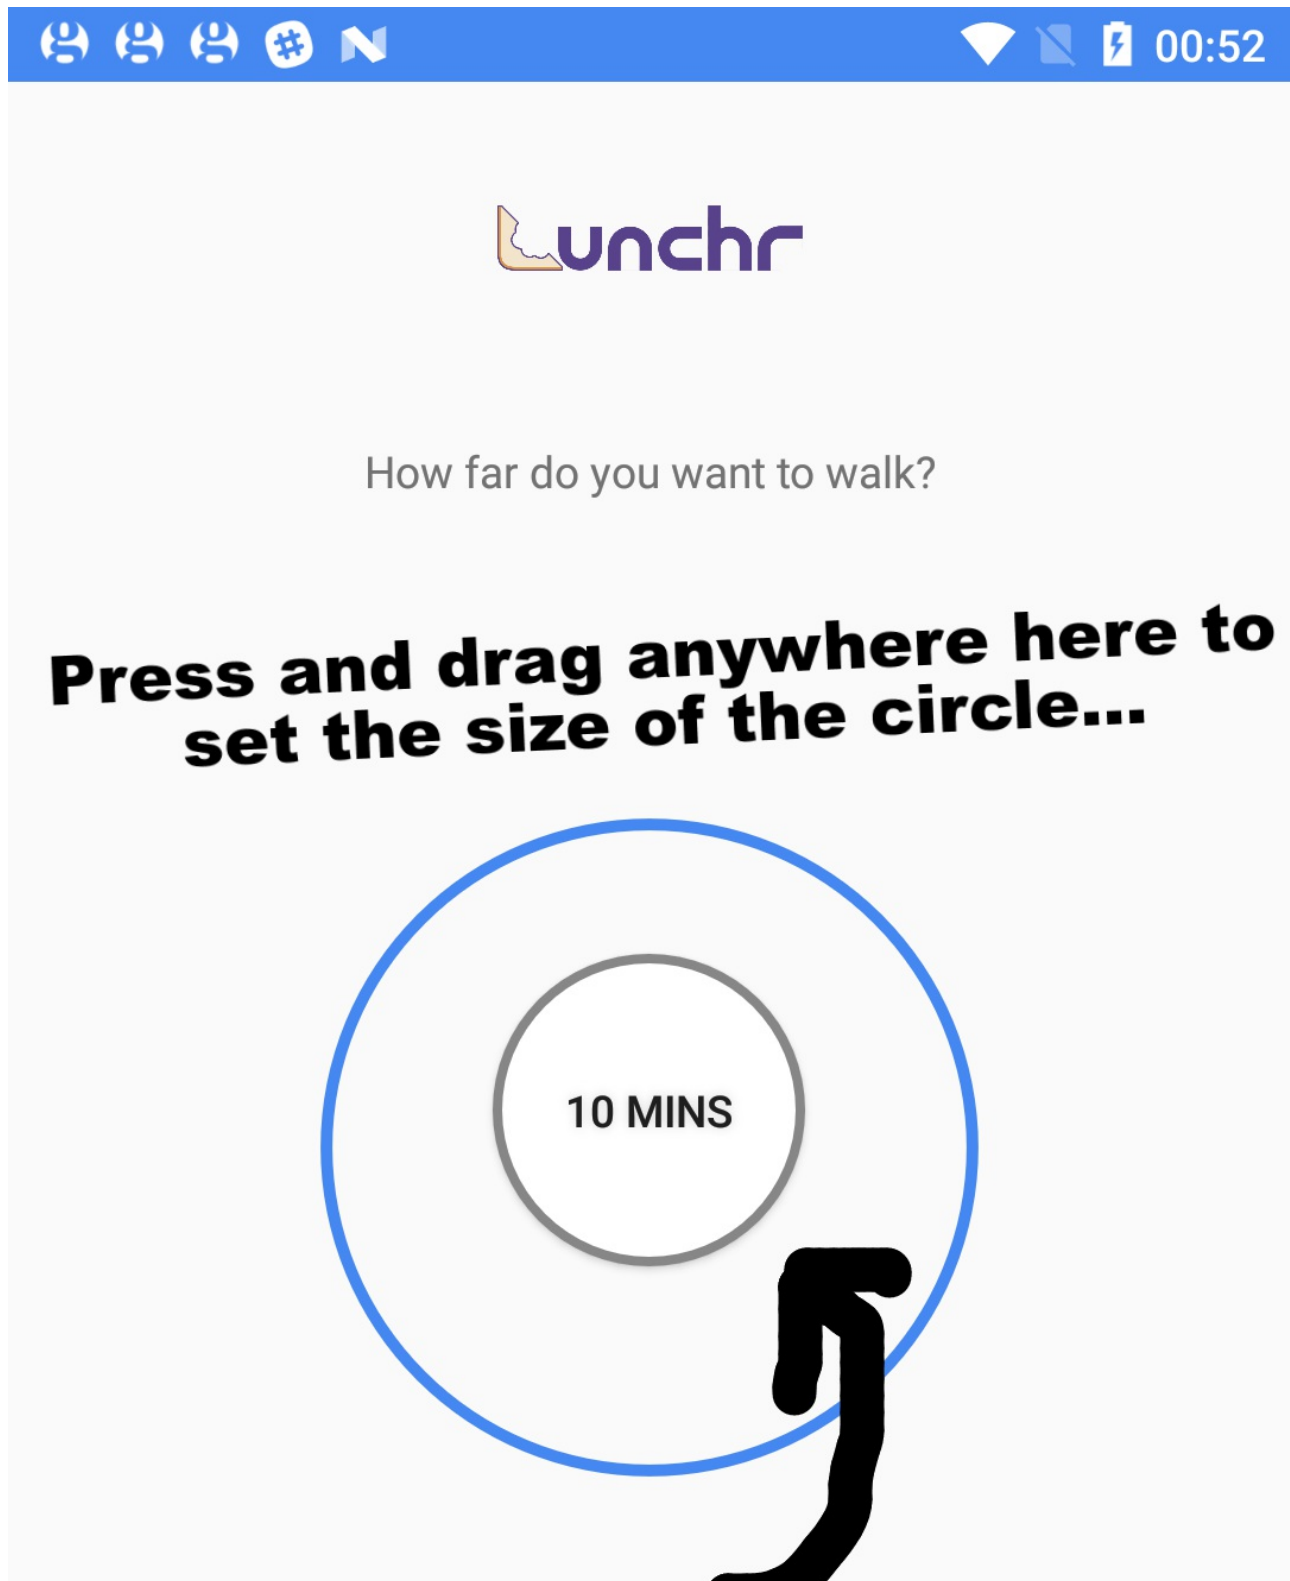 00:52
Lunchr
How far do you want to walk?
Press and drag anywhere here to
set the size of the circle...
10 MINS